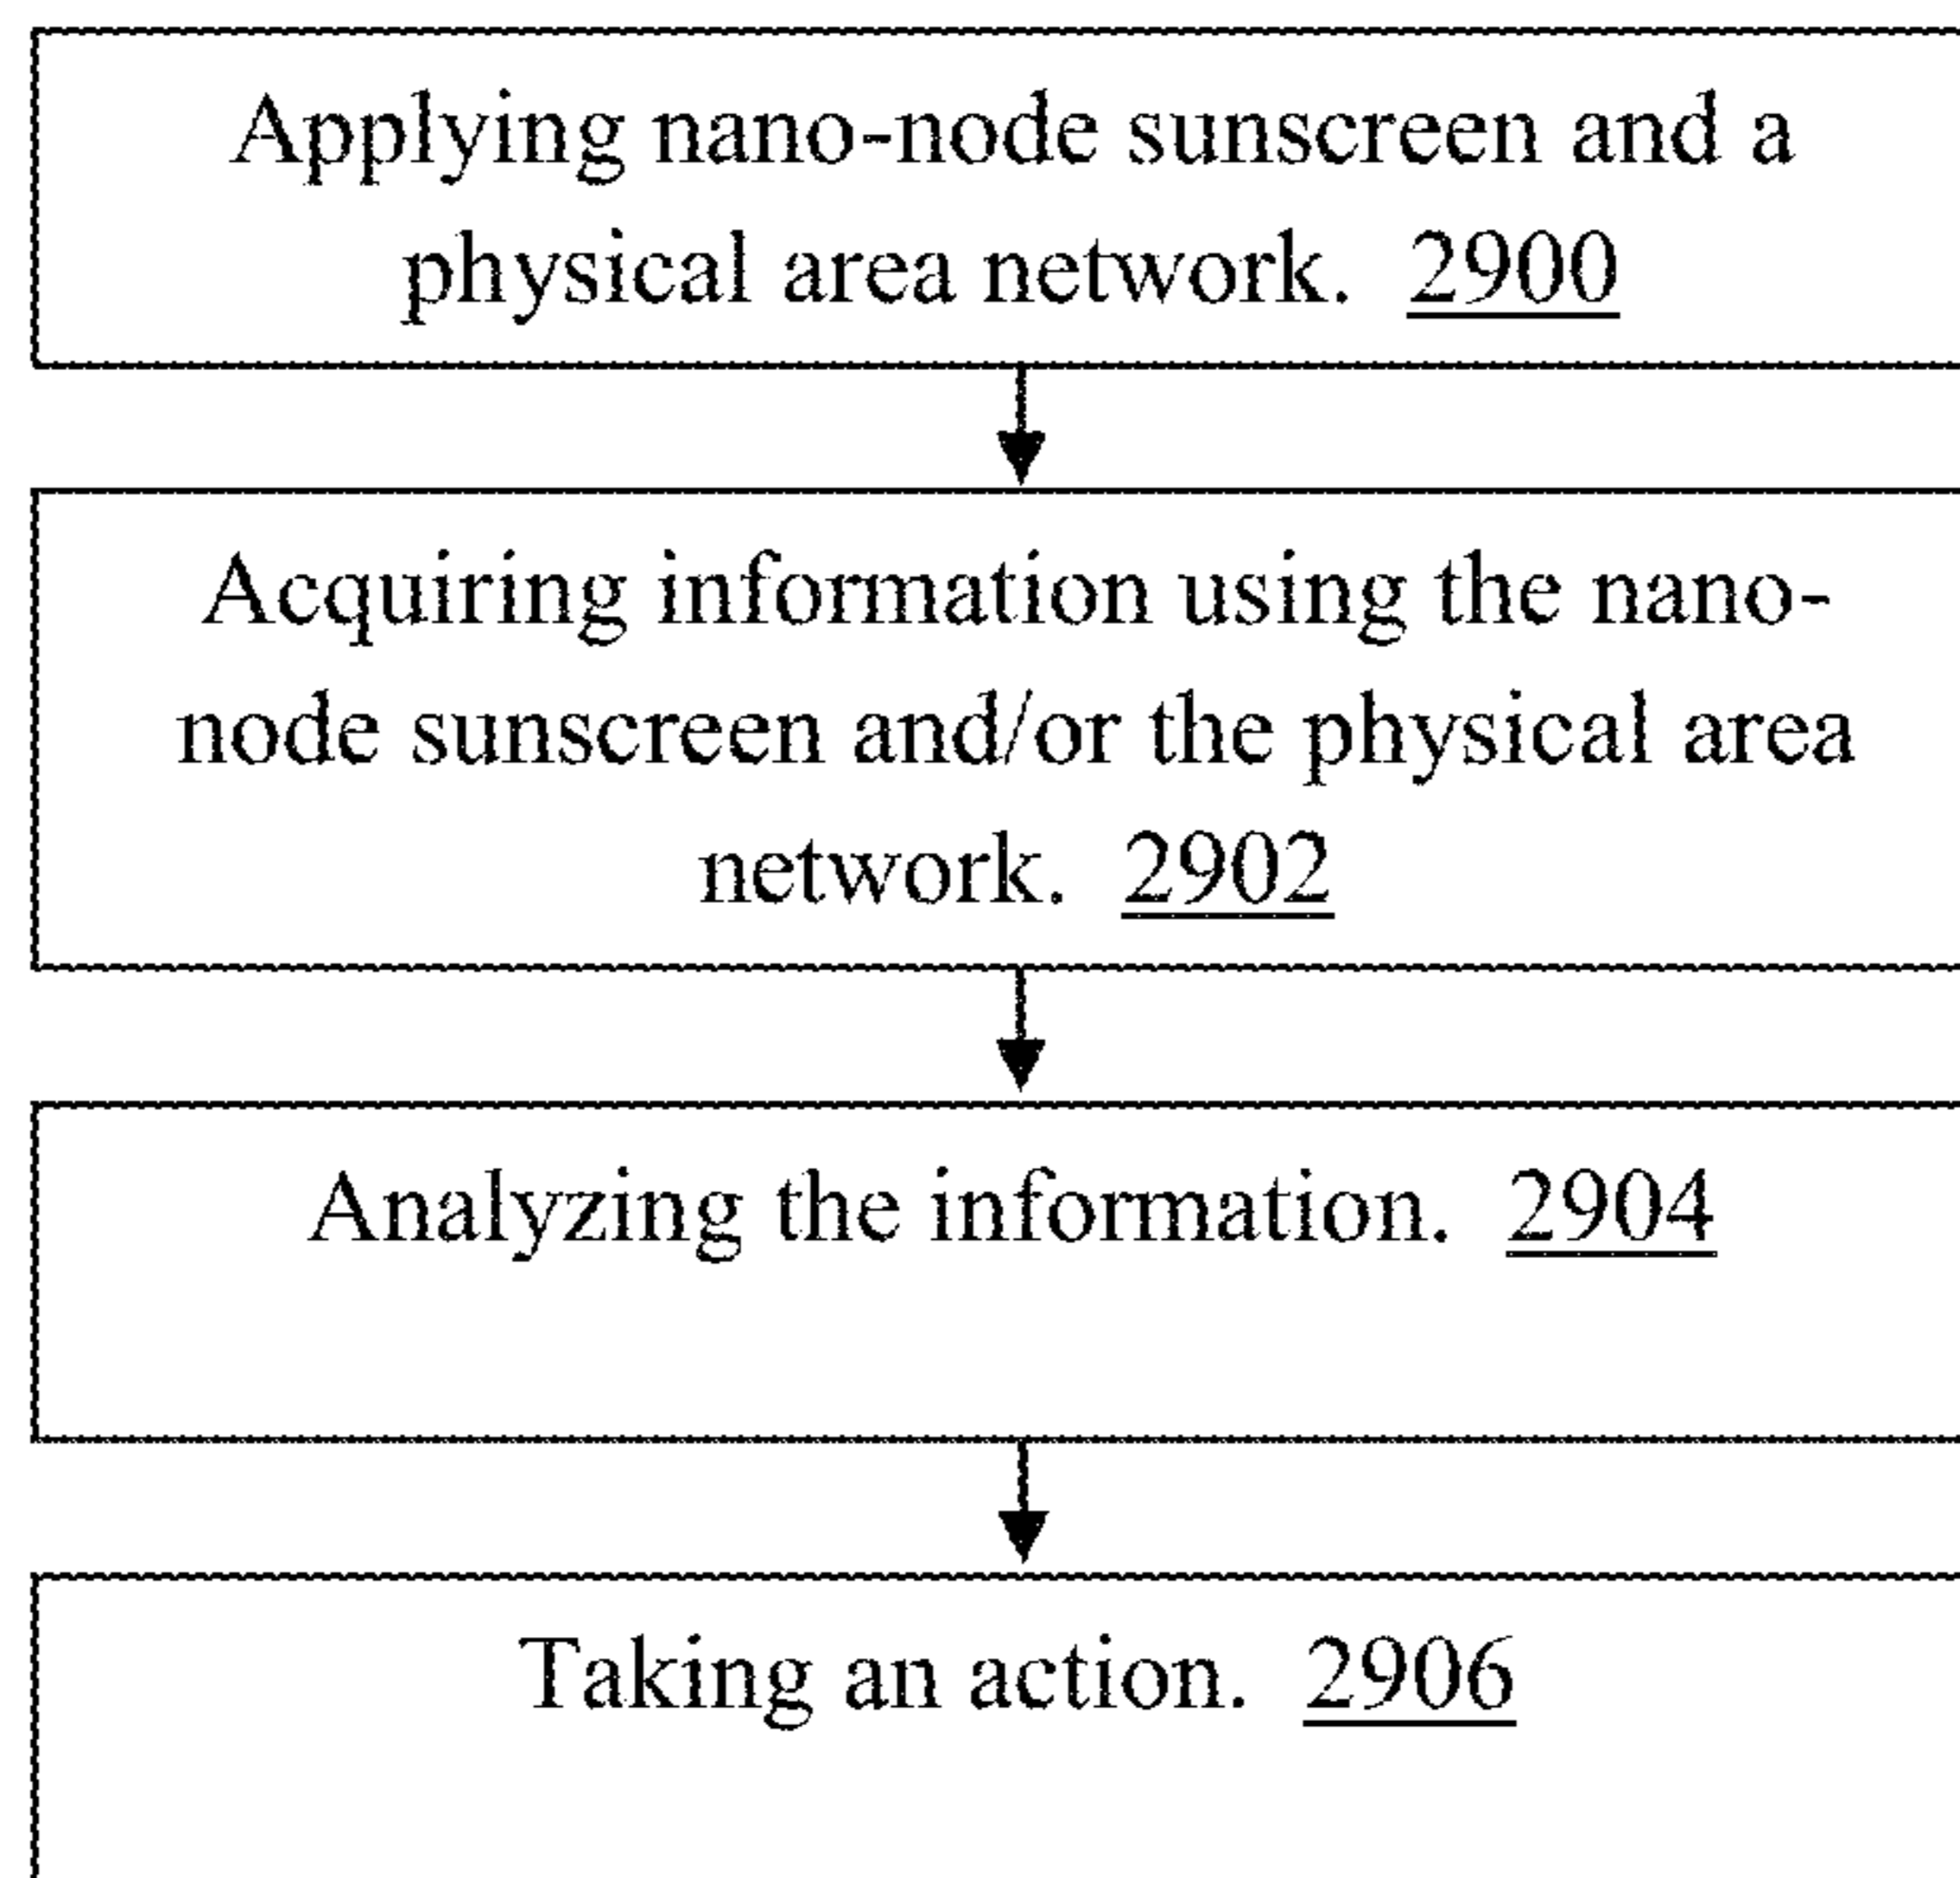 Applying nano-node sunscreen and a
physical area network. 2900
Acquiring information using the nano-
node sunscreen and/or the physical area
network. 2902
Analyzing the information. 2904
Taking an action. 2906